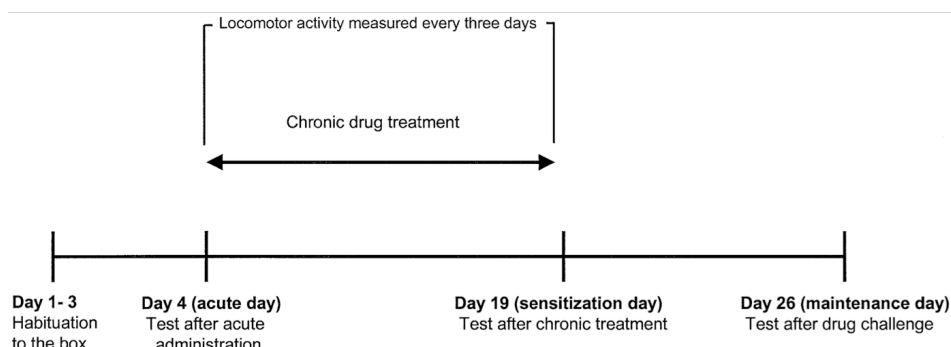 Locomotor activity measured every three days
Chronic drug treatment
Day 1- 3
Habituation
to the box
Day 4 (acute day)
Test after acute
administration
Day 19 (sensitization day)
Test after chronic treatment
Day 26 (maintenance day)
Test after drug challenge